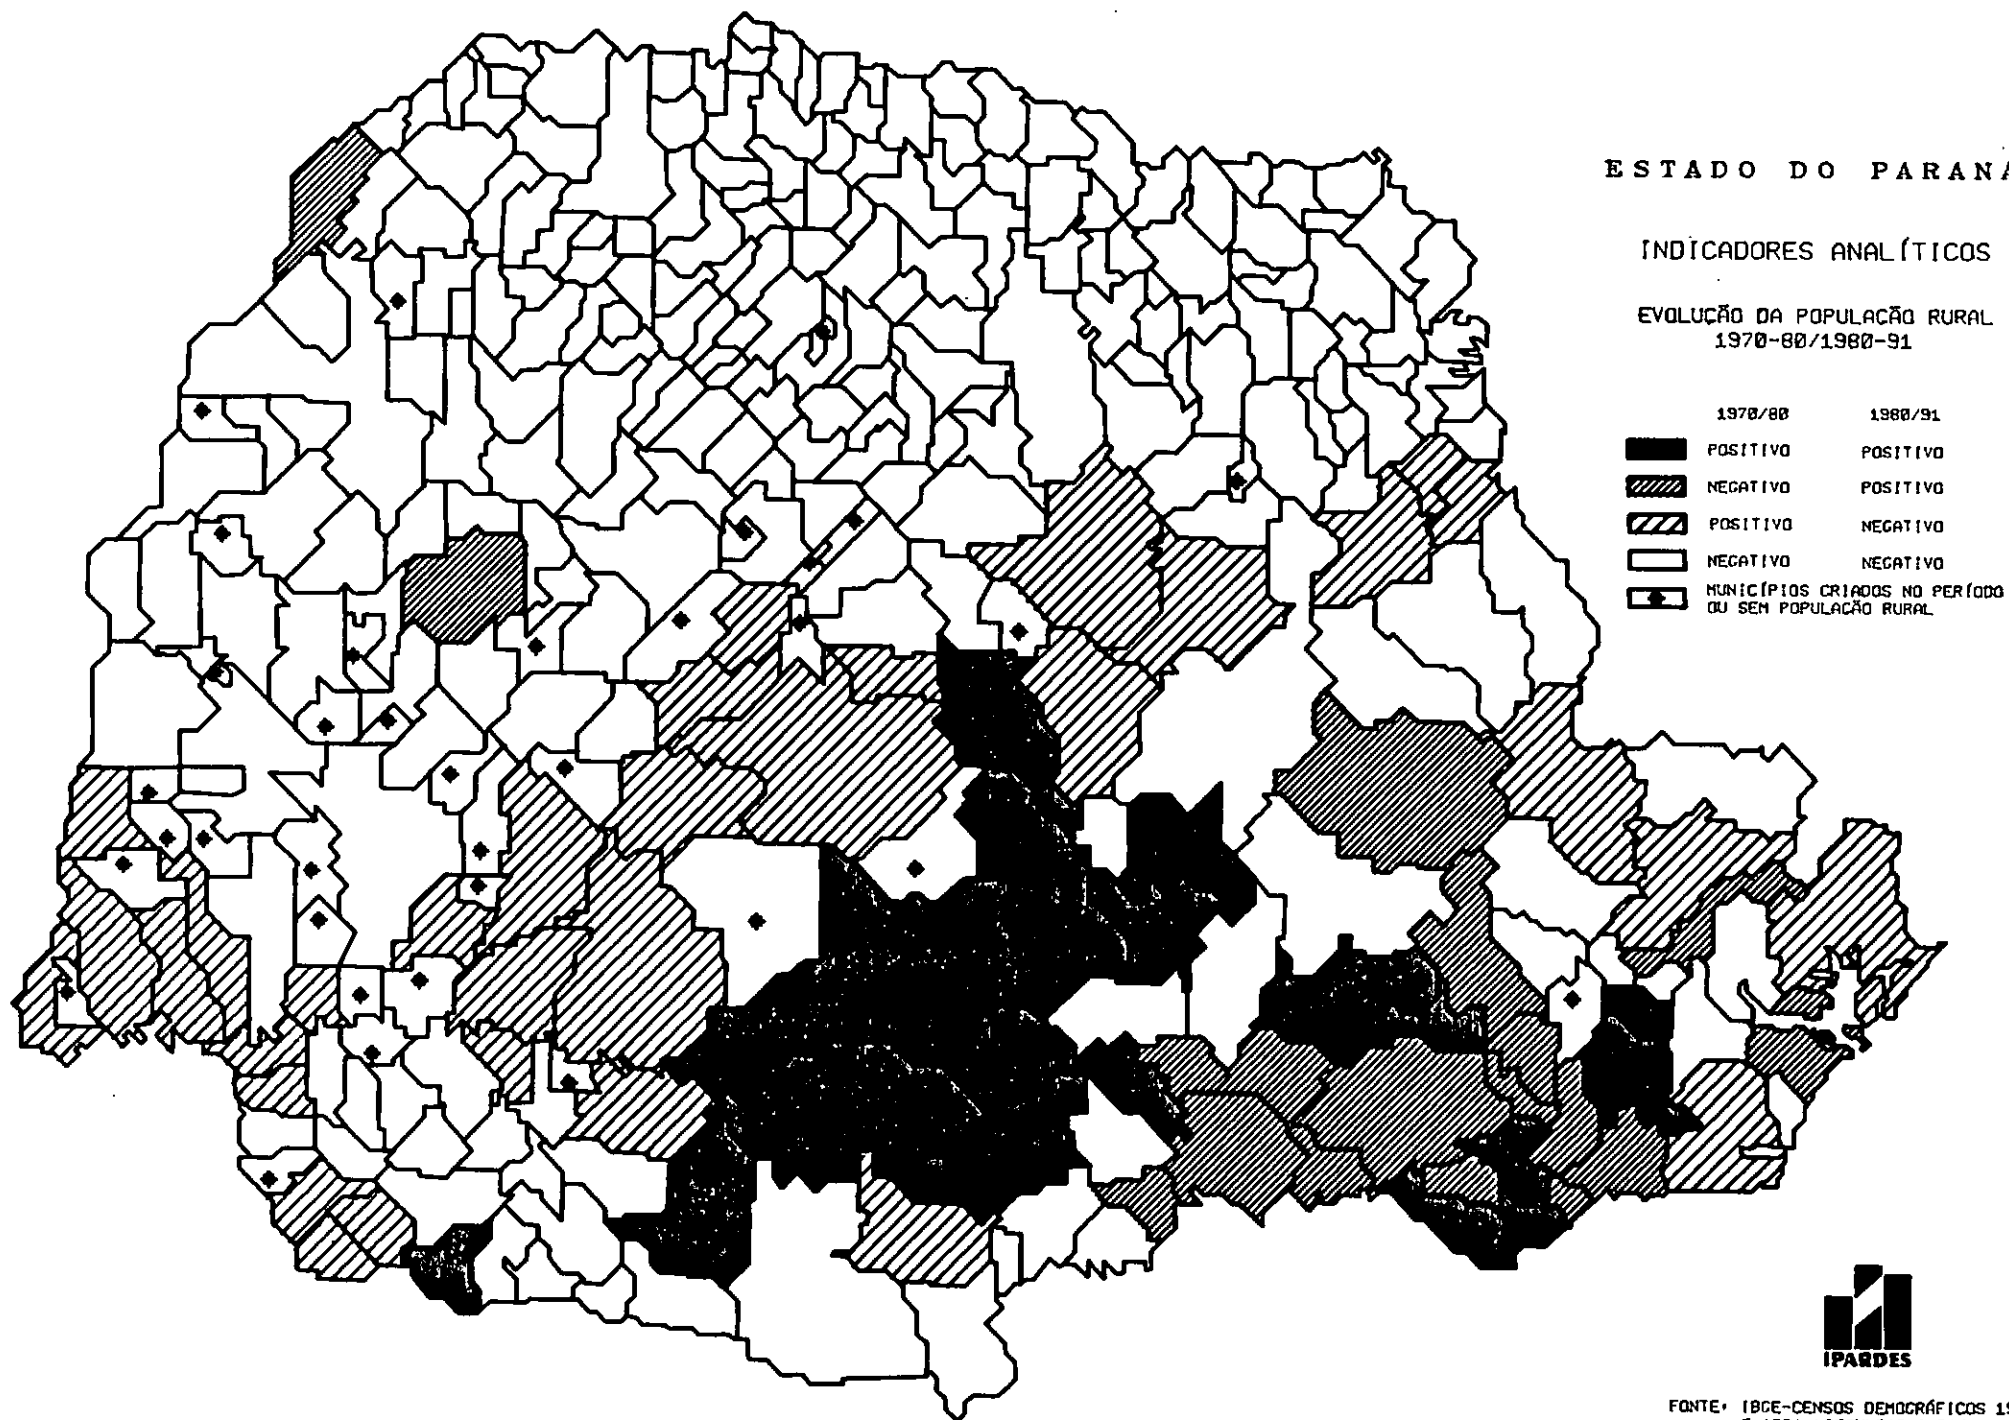 ESTADO DO PARANÁ
INDICADORES ANALÍTICOS
EVOLUÇÃO DA POPULAÇÃO RURAL
1970-80/1980-91
1970/80 1980/91
POSITIVO POSITIVO
NEGATIVO POSITIVO
POSITIVO NEGATIVO
NEGATIVO NEGATIVO
MUNICÍPIOS CRIADOS NO PERÍODO
OU SEM POPULAÇÃO RURAL
IPARDES
FONTE: IBGE-CENSOS DEMOGRÁFICOS